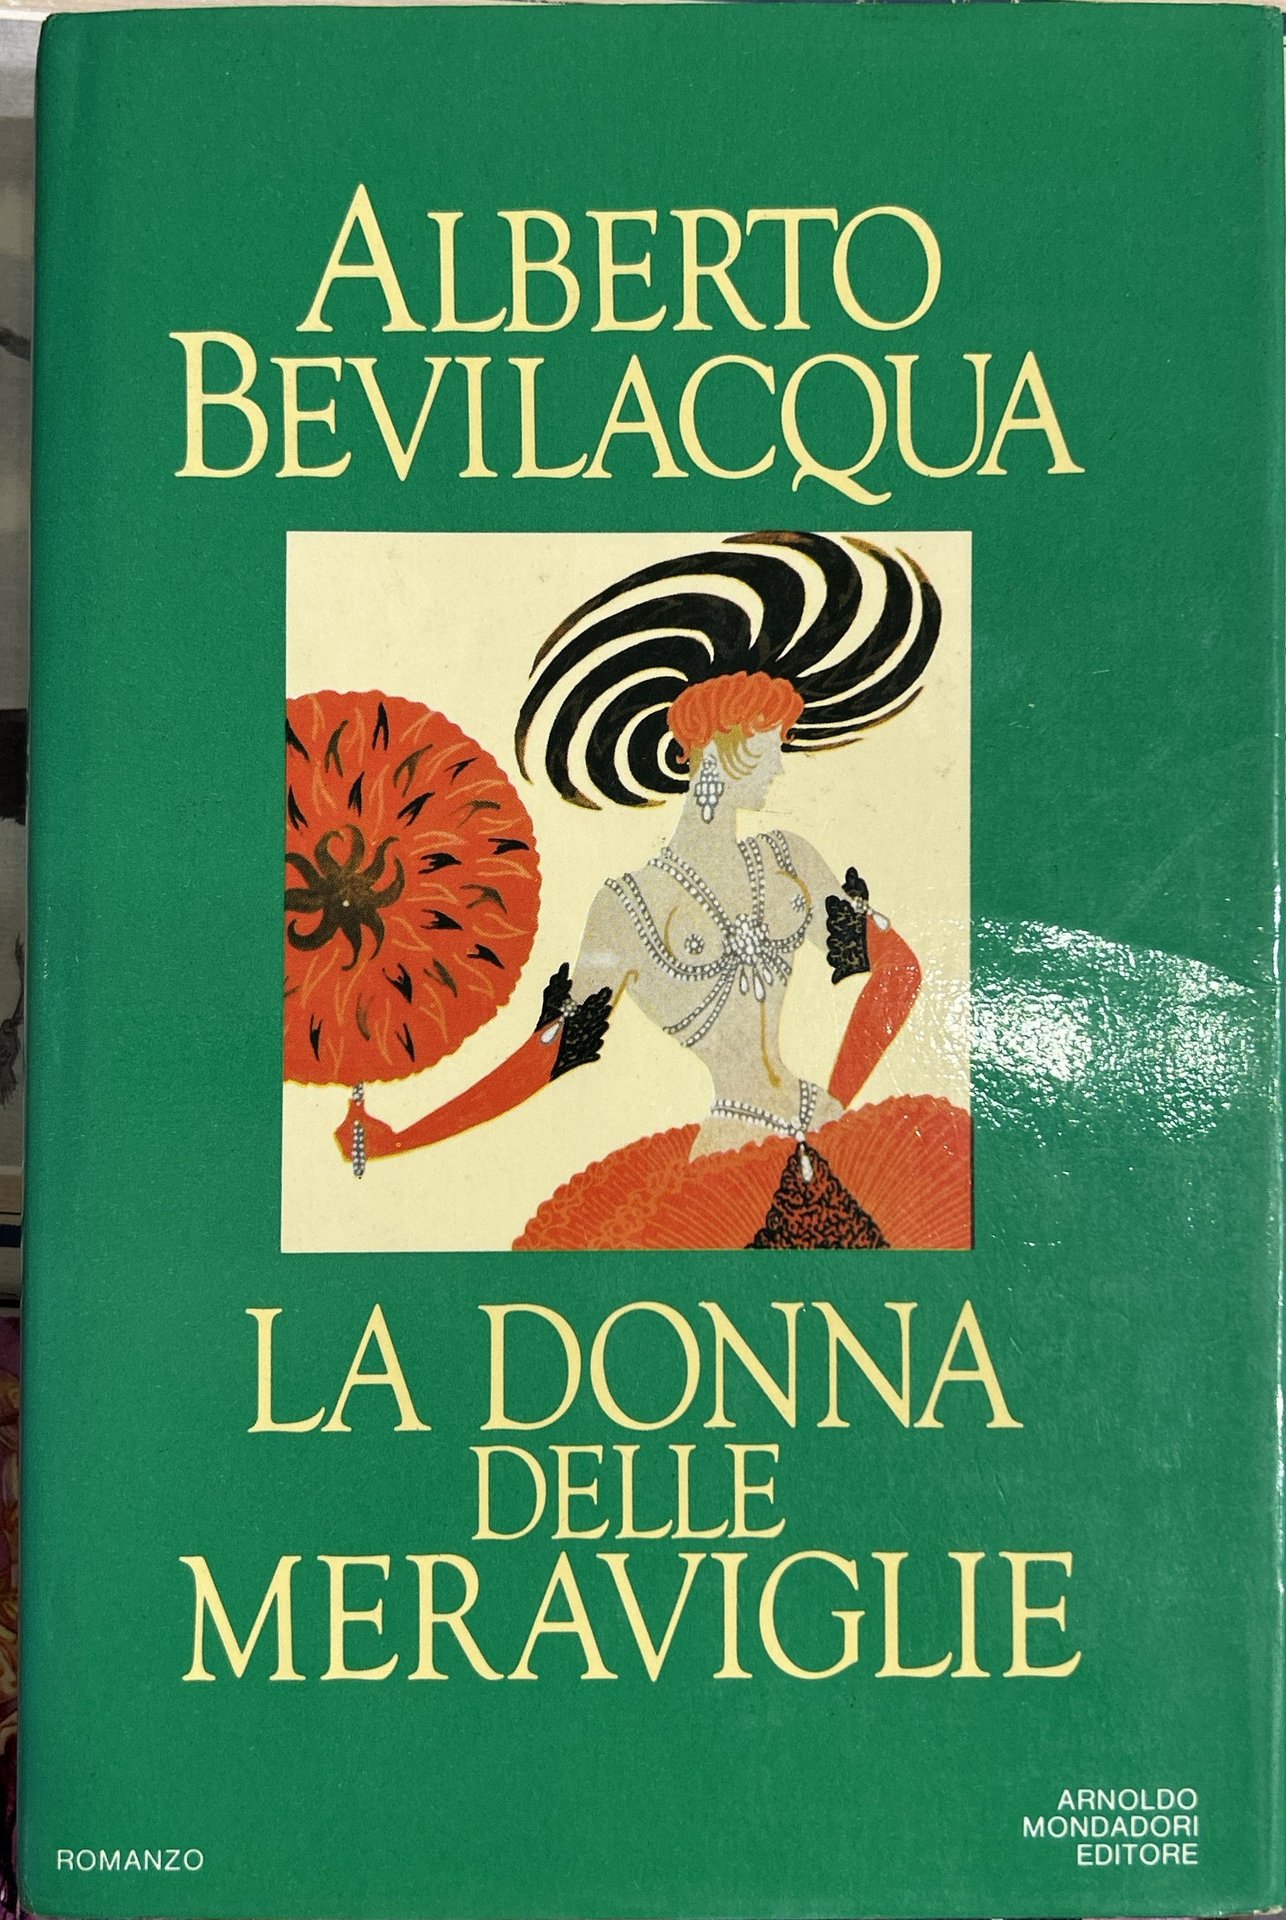 ALBERTO
BEVILACQUA
LA DONNA
DELLE
MERAVIGLIE
ROMANZO
ARNOLDO
MONDADORI
EDITORE